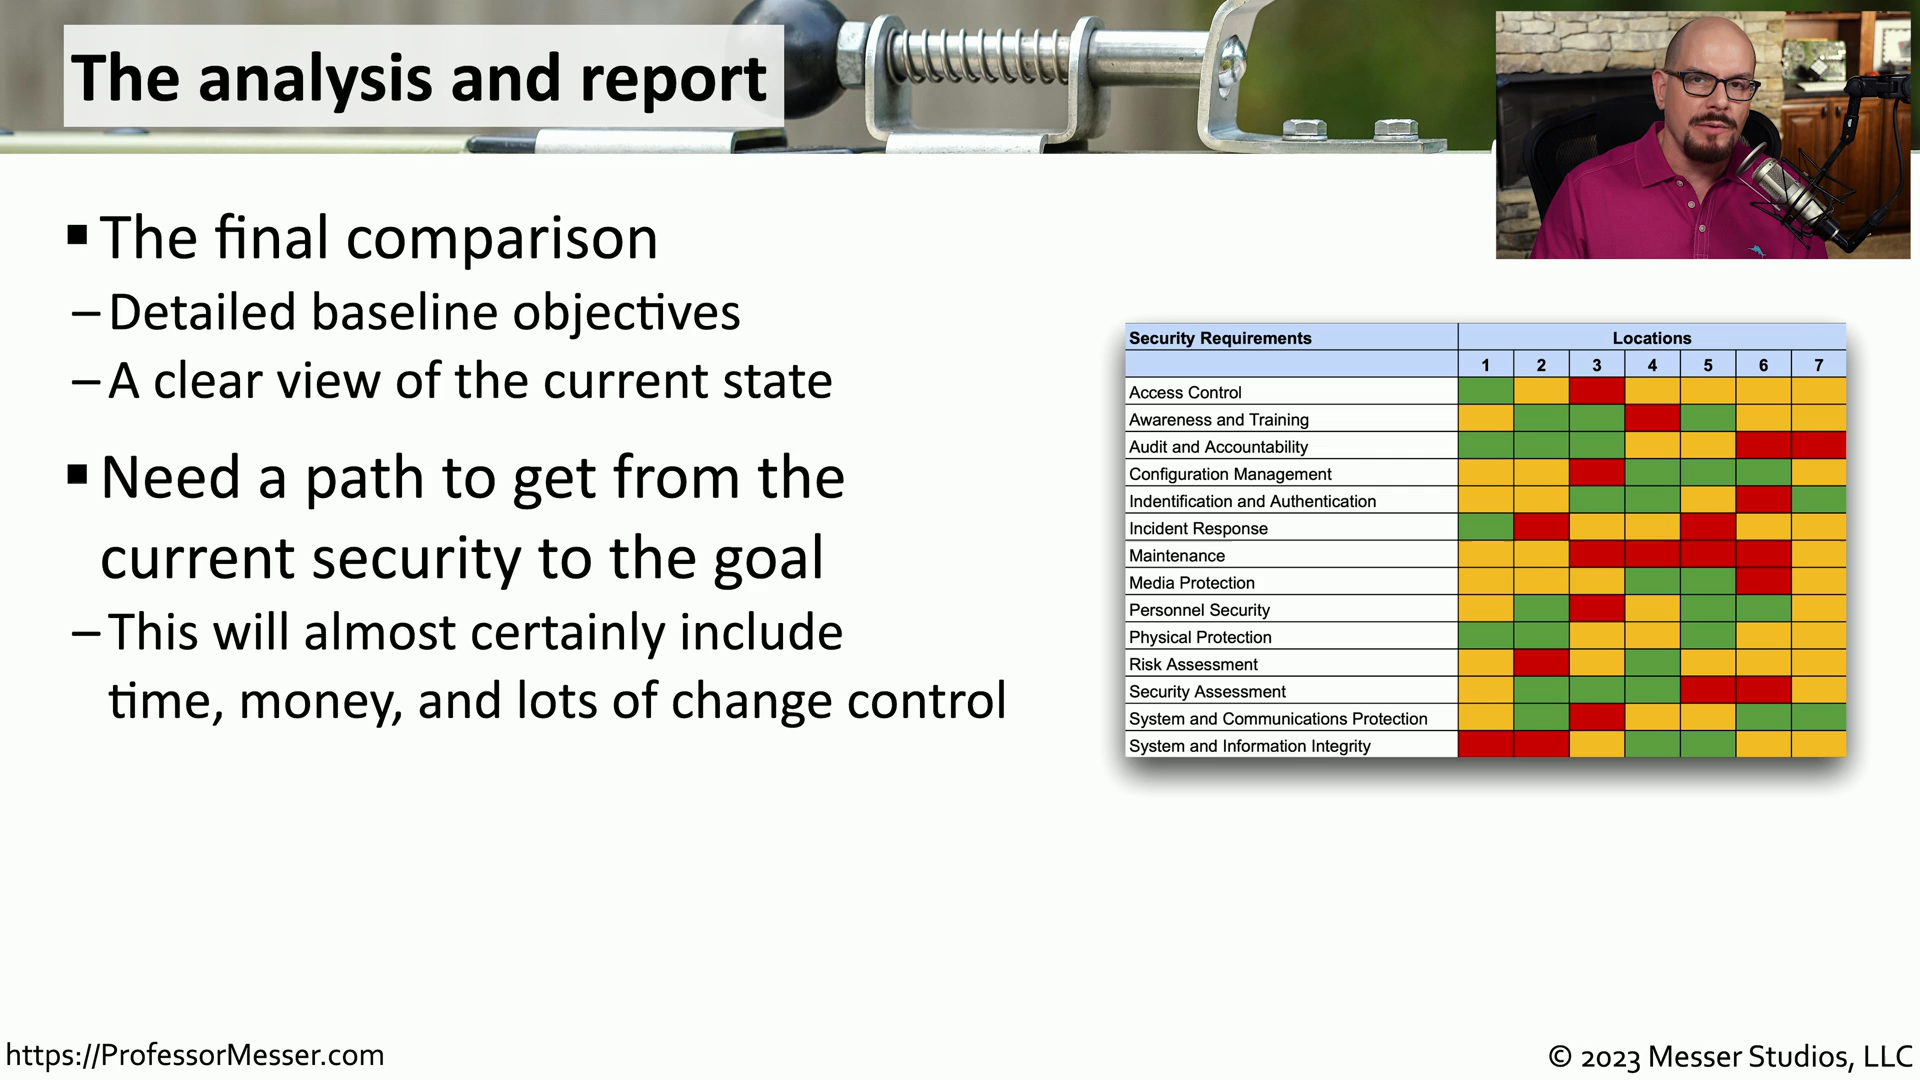 The analysis and report
▪ The final comparison
– Detailed baseline objectives
– A clear view of the current state
▪ Need a path to get from the
current security to the goal
– This will almost certainly include
time, money, and lots of change control
Security Requirements Locations
1 2 3 4 5 6 7
Access Control
Awareness and Training
Audit and Accountability
Configuration Management
Indentification and Authentication
Incident Response
Maintenance
Media Protection
Personnel Security
Physical Protection
Risk Assessment
Security Assessment
System and Communications Protection
System and Information Integrity
https://ProfessorMesser.com
© 2023 Messer Studios, LLC